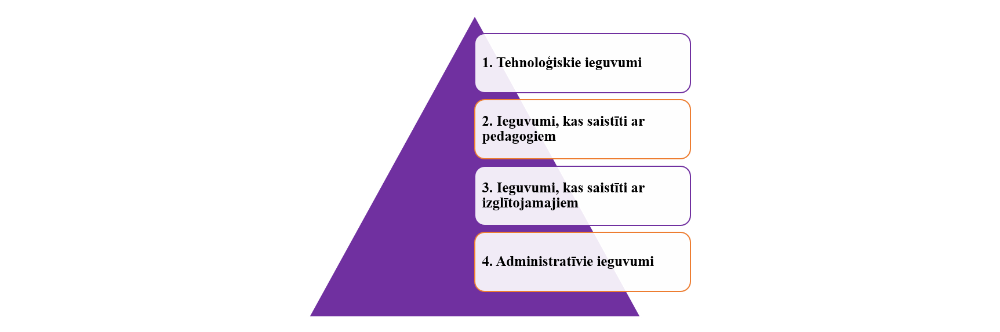 1. Tehnoloģiskie ieguvumi
2. Ieguvumi, kas saistīti ar
pedagogiem
3. Ieguvumi, kas saistīti ar
izglītojamajiem
4. Administratīvie ieguvumi